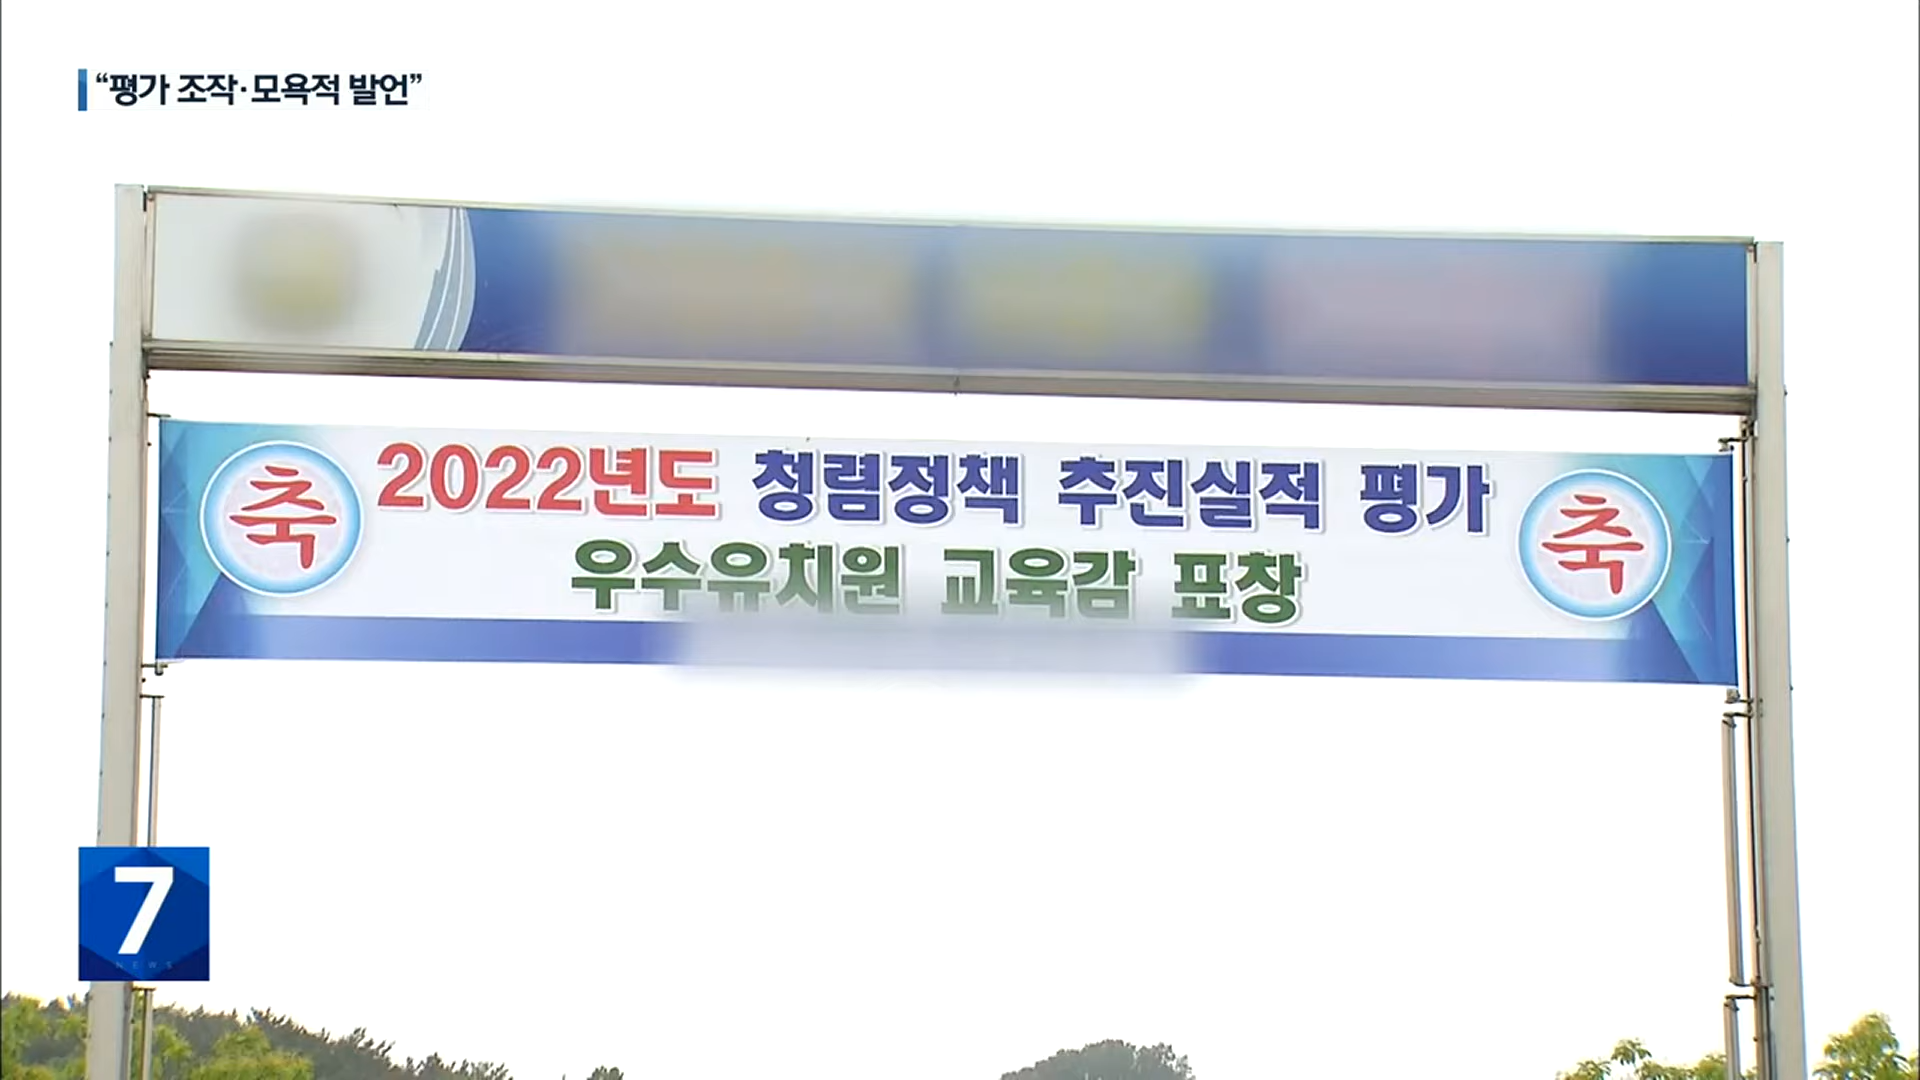 “평가 조작·모욕적 발언”
축 2022년도 청렴정책 추진실적 평가 축
우수유치원 교육감 표창
7
NEWS